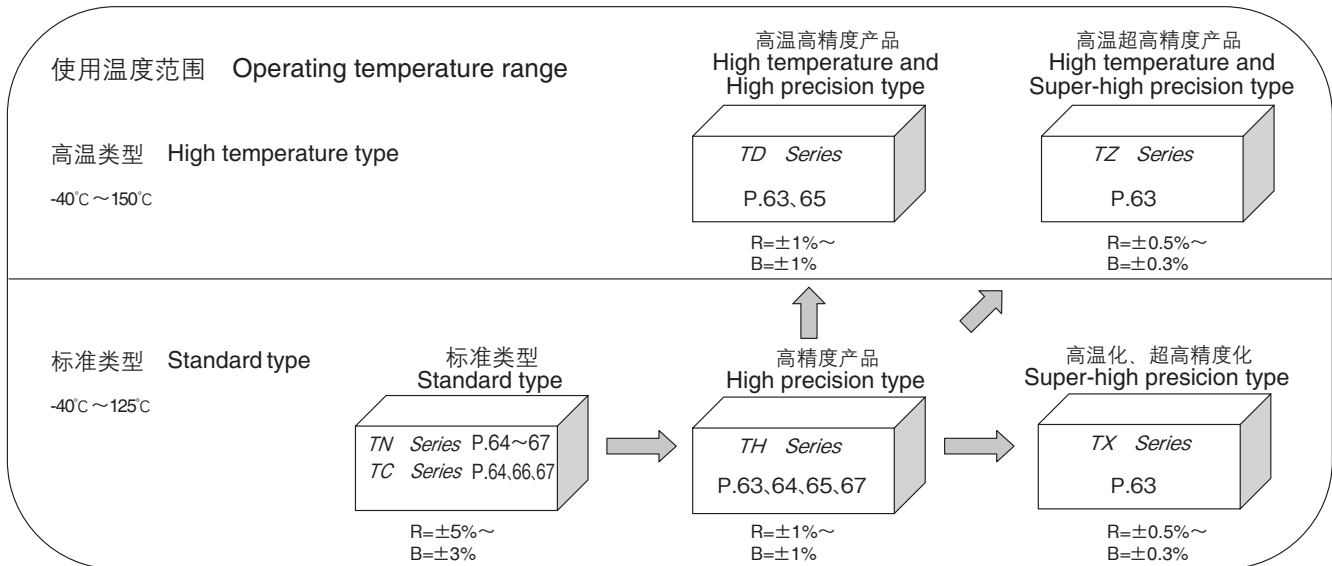 使用温度范围 Operating temperature range
高温类型 High temperature type
-40℃～150℃
高温高精度产品
High temperature and
High precision type
TD Series
P.63、65
R=±1%～
B=±1%
高温超高精度产品
High temperature and
Super-high precision type
TZ Series
P.63
R=±0.5%～
B=±0.3%
标准类型 Standard type
-40℃～125℃
标准类型
Standard type
TN Series P.64～67
TC Series P.64、66、67
R=±5%～
B=±3%
高精度产品
High precision type
TH Series
P.63、64、65、67
R=±1%～
B=±1%
高温化、超高精度化
Super-high presicion type
TX Series
P.63
R=±0.5%～
B=±0.3%